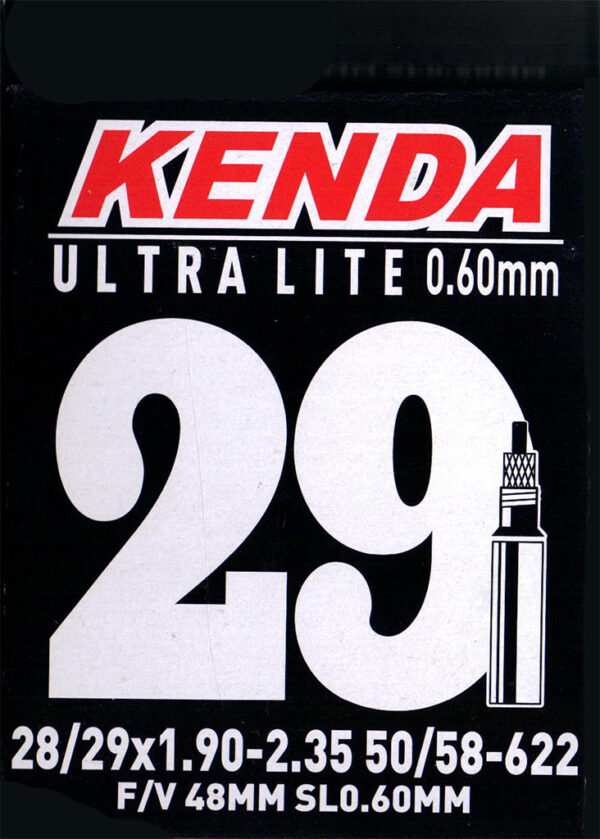 KENDA
ULTRA LITE 0.60mm
29
28/29x1.90-2.35 50/58-622
F/V 48MM SL0.60MM